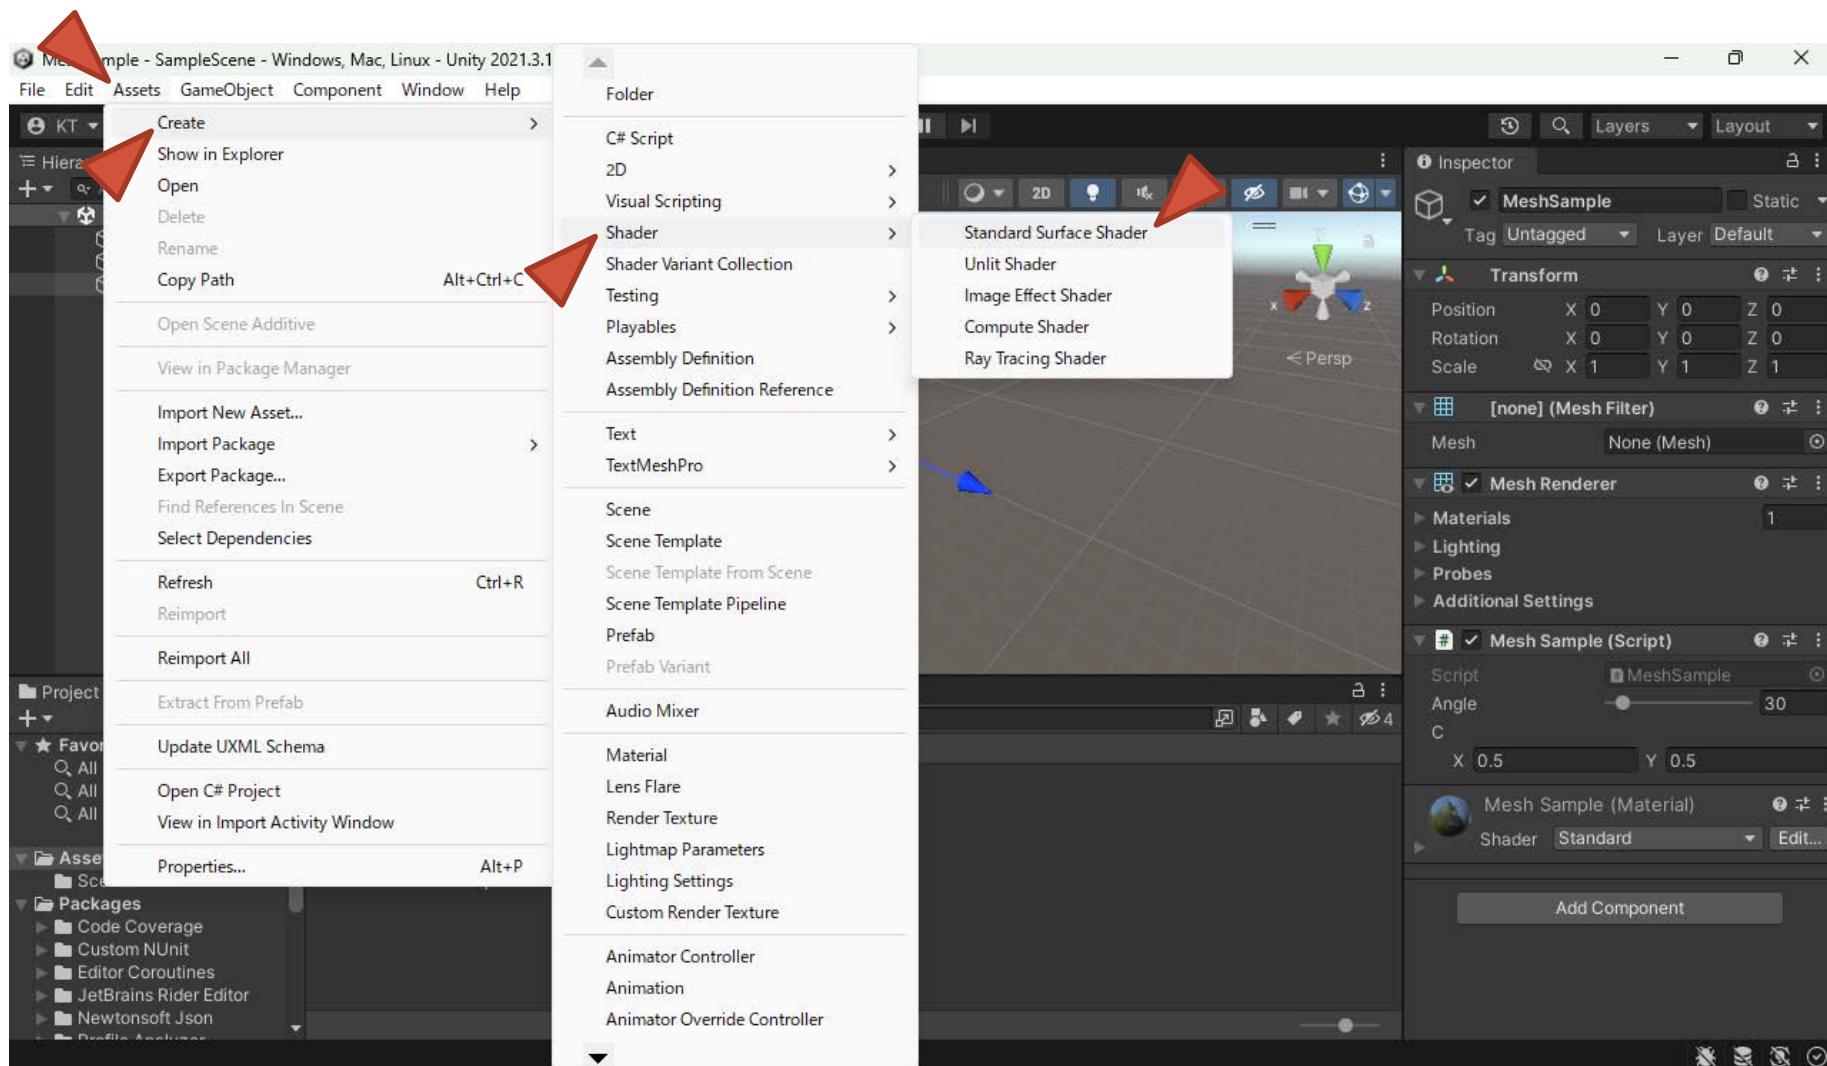 Sample - SampleScene - Windows, Mac, Linux - Unity 2021.3.1
File Edit Assets GameObject Component Window Help
KT
Layers Layout
Create
Show in Explorer
Open
Delete
Rename
Copy Path Alt+Ctrl+C
Open Scene Additive
View in Package Manager
Import New Asset...
Import Package
Export Package...
Find References In Scene
Select Dependencies
Refresh Ctrl+R
Reimport
Reimport All
Extract From Prefab
Update UXML Schema
Open C# Project
View in Import Activity Window
Properties... Alt+P
Folder
C# Script
2D
Visual Scripting
Shader
Shader Variant Collection
Testing
Playables
Assembly Definition
Assembly Definition Reference
Text
TextMeshPro
Scene
Scene Template
Scene Template From Scene
Scene Template Pipeline
Prefab
Prefab Variant
Audio Mixer
Material
Lens Flare
Render Texture
Lightmap Parameters
Lighting Settings
Custom Render Texture
Animator Controller
Animation
Animator Override Controller
Standard Surface Shader
Unlit Shader
Image Effect Shader
Compute Shader
Ray Tracing Shader
2D
x z
Persp
4
Project
Favor
All
All
All
Asse
Sce
Packages
Code Coverage
Custom NUnit
Editor Coroutines
JetBrains Rider Editor
Newtonsoft Json
Inspector
MeshSample Static
Tag Untagged Layer Default
Transform
Position X 0 Y 0 Z 0
Rotation X 0 Y 0 Z 0
Scale X 1 Y 1 Z 1
[none] (Mesh Filter)
Mesh None (Mesh)
Mesh Renderer
Materials 1
Lighting
Probes
Additional Settings
# Mesh Sample (Script)
Script MeshSample
Angle 30
C
X 0.5 Y 0.5
Mesh Sample (Material)
Shader Standard Edit...
Add Component